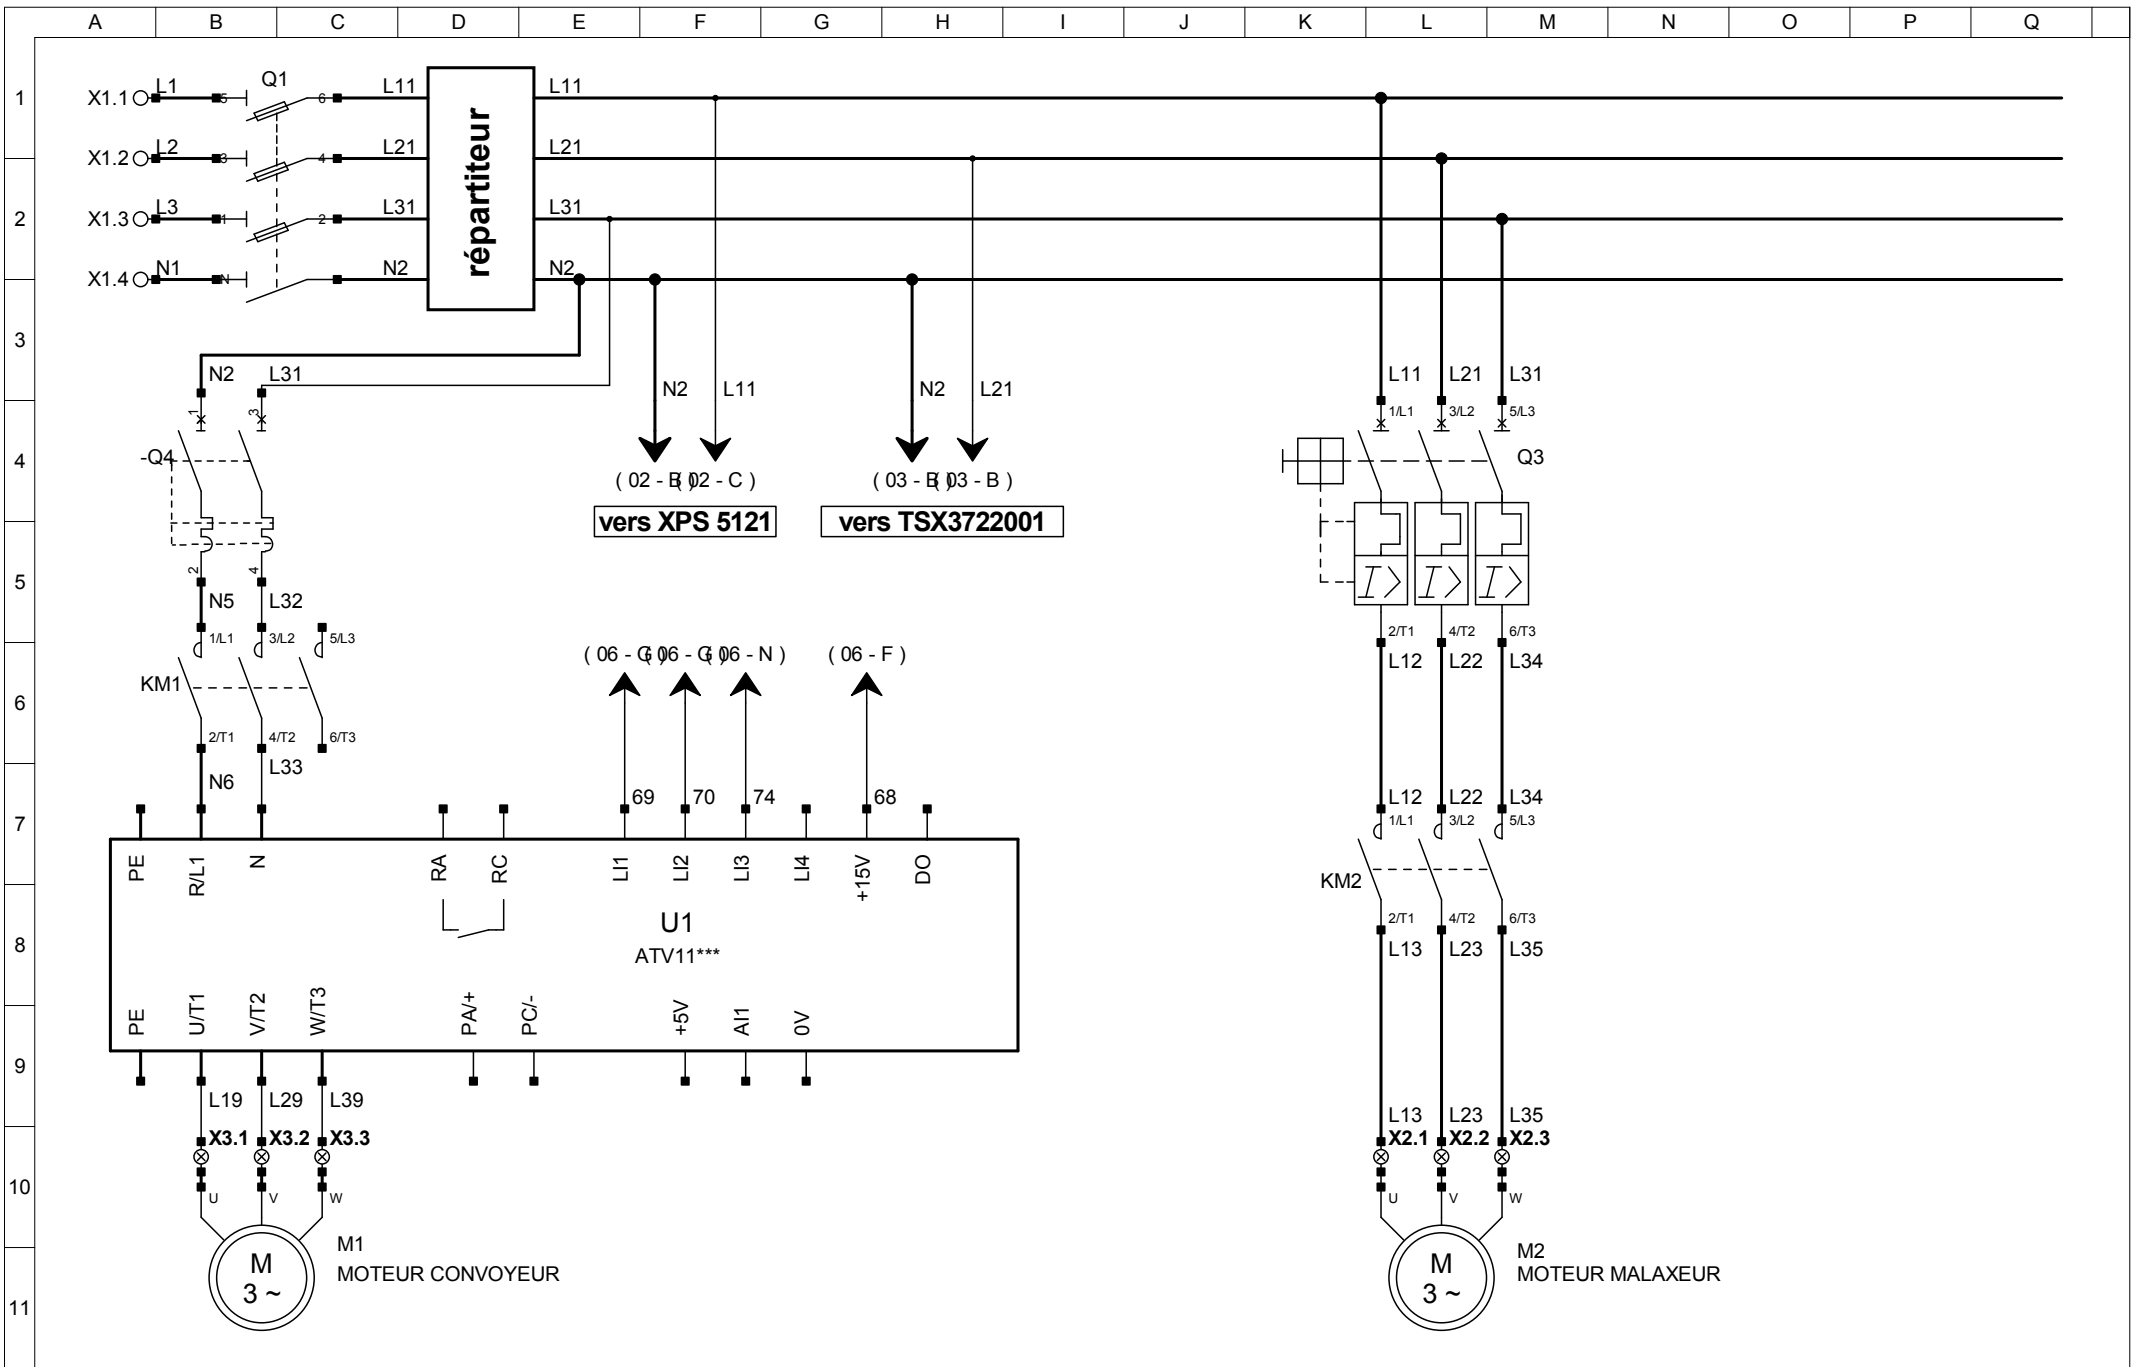 A B C D E F G H I J K L M N O P Q
1
X1.1 L1 5 Q1 6 L11 L11
X1.2 L2 3 4 L21 L21
2
X1.3 L3 1 2 L31 L31
X1.4 N1 N N2 N2
répartiteur
3
N2 L31 N2 L11 N2 L21 L11 L21 L31
1 3 1/L1 3/L2 5/L3
4
-Q4 Q3
( 02 - B ) ( 02 - C ) ( 03 - B ) ( 03 - B )
vers XPS 5121 vers TSX3722001
5
2 4 I> I> I>
N5 L32
1/L1 3/L2 5/L3 2/T1 4/T2 6/T3
( 06 - G ) ( 06 - G ) ( 06 - N ) ( 06 - F ) L12 L22 L34
KM1
6
2/T1 4/T2 6/T3
L33
N6 69 70 74 68 L12 L22 L34
7
1/L1 3/L2 5/L3
PE R/L1 N RA RC LI1 LI2 LI3 LI4 +15V DO
KM2
U1 2/T1 4/T2 6/T3
8
ATV11*** L13 L23 L35
PE U/T1 V/T2 W/T3 PA/+ PC/- +5V AI1 0V
9
L19 L29 L39 L13 L23 L35
X3.1 X3.2 X3.3 X2.1 X2.2 X2.3
10
U V W U V W
M1 M2
M M
MOTEUR CONVOYEUR MOTEUR MALAXEUR
3 ~ 3 ~
11